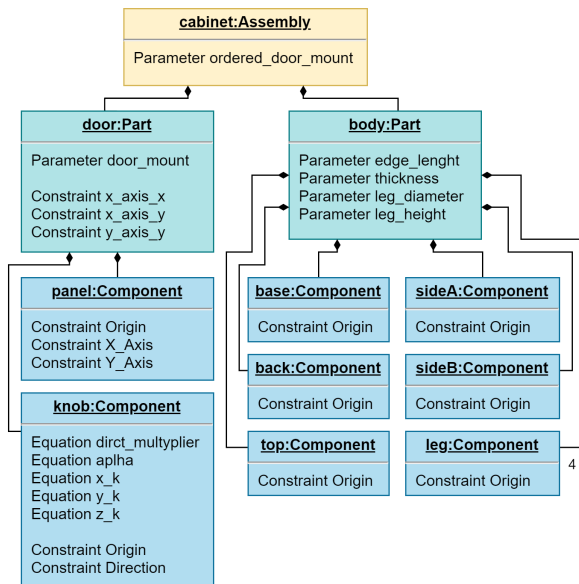 cabinet:Assembly
Parameter ordered_door_mount
door:Part
Parameter door_mount
Constraint x_axis_x
Constraint x_axis_y
Constraint y_axis_y
body:Part
Parameter edge_lenght
Parameter thickness
Parameter leg_diameter
Parameter leg_height
panel:Component
Constraint Origin
Constraint X_Axis
Constraint Y_Axis
base:Component
Constraint Origin
sideA:Component
Constraint Origin
back:Component
Constraint Origin
sideB:Component
Constraint Origin
knob:Component
Equation dirct_multyplier
Equation aplha
Equation x_k
Equation y_k
Equation z_k
Constraint Origin
Constraint Direction
top:Component
Constraint Origin
leg:Component
Constraint Origin
4